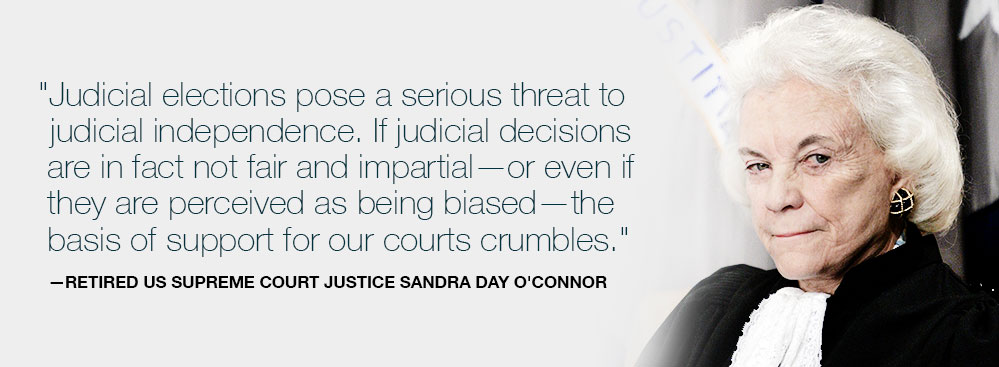 "Judicial elections pose a serious threat to
judicial independence. If judicial decisions
are in fact not fair and impartial—or even if
they are perceived as being biased—the
basis of support for our courts crumbles."
—RETIRED US SUPREME COURT JUSTICE SANDRA DAY O'CONNOR